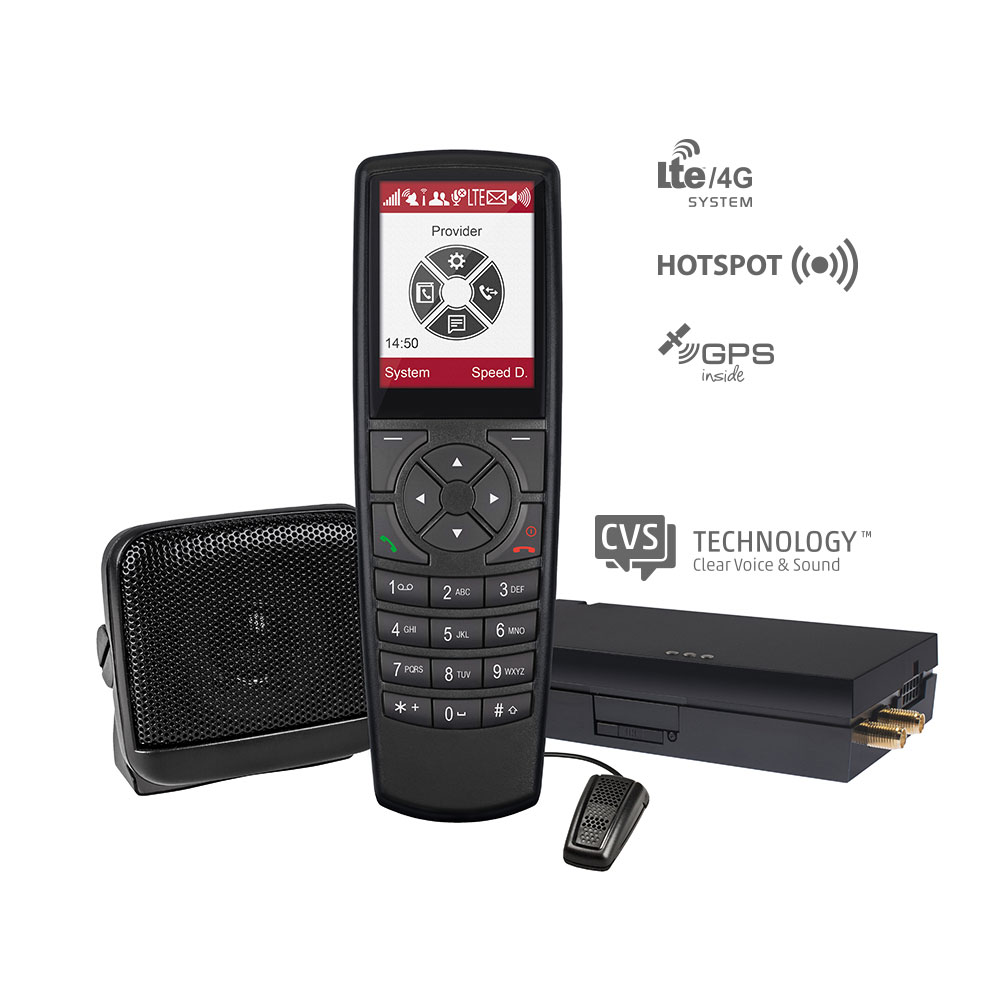 Lte/4G
SYSTEM
HOTSPOT
GPS
inside
CVS
TECHNOLOGY™
Clear Voice & Sound
LTE
Provider
14:50
System Speed D.
1 2 ABC 3 DEF
4 GHI 5 JKL 6 MNO
7 PQRS 8 TUV 9 WXYZ
* + 0 #